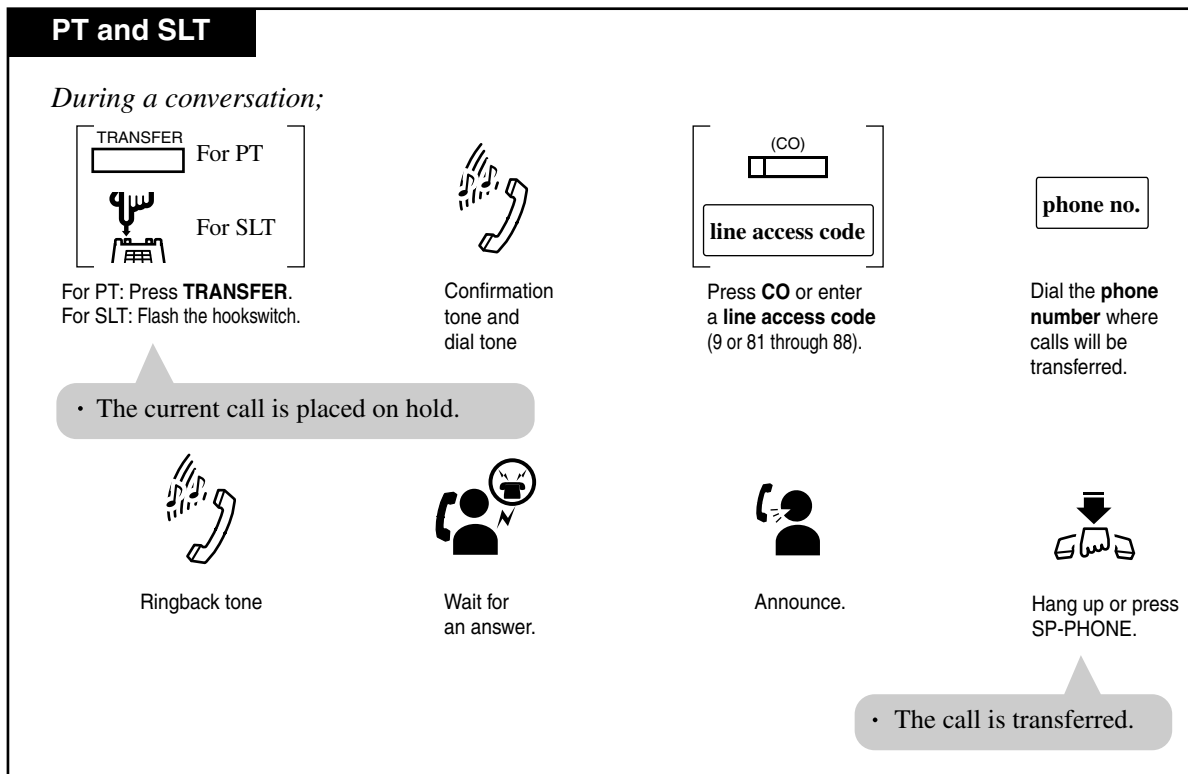 PT and SLT
During a conversation;
TRANSFER
For PT
For SLT
(CO)
line access code
phone no.
For PT: Press TRANSFER.
For SLT: Flash the hookswitch.
Confirmation
tone and
dial tone
Press CO or enter
a line access code
(9 or 81 through 88).
Dial the phone
number where
calls will be
transferred.
· The current call is placed on hold.
Ringback tone
Wait for
an answer.
Announce.
Hang up or press
SP-PHONE.
· The call is transferred.